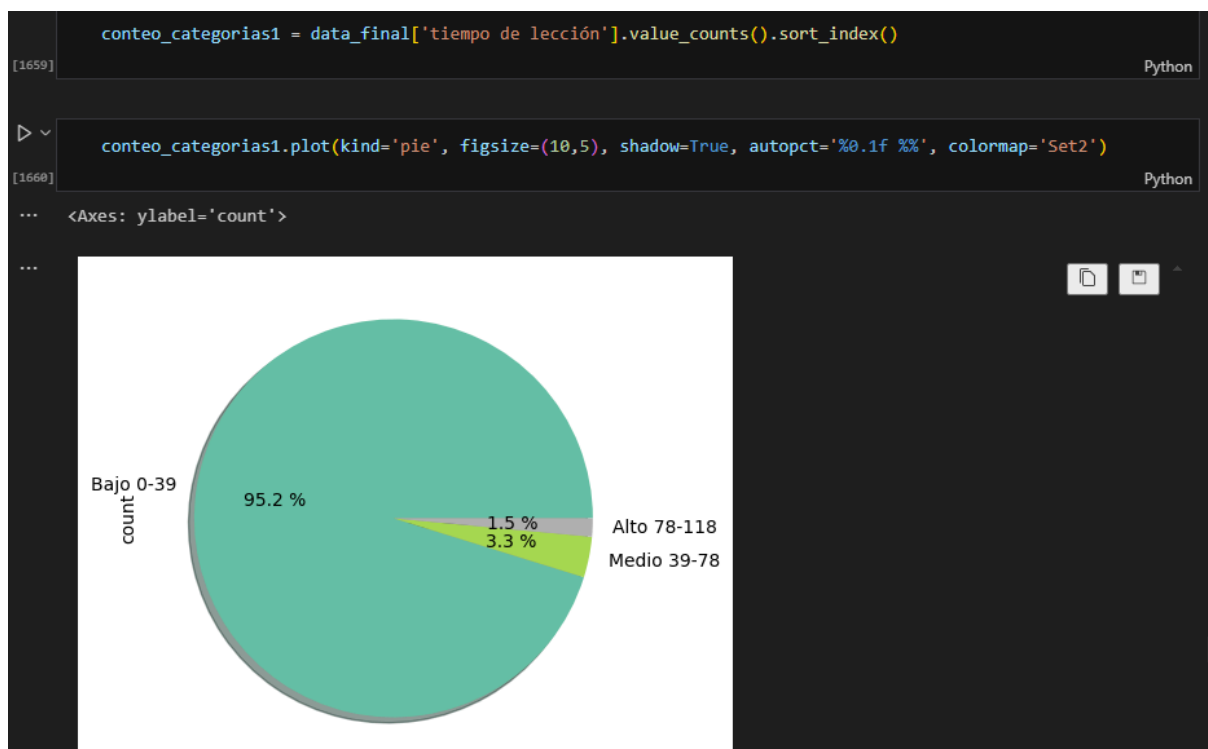 conteo_categorias1 = data_final['tiempo de lección'].value_counts().sort_index()
[1659]
Python
conteo_categorias1.plot(kind='pie', figsize=(10,5), shadow=True, autopct='%0.1f %%', colormap='Set2')
[1660]
Python
... <Axes: ylabel='count'>
...
Bajo 0-39
count
95.2 %
1.5 %
3.3 %
Alto 78-118
Medio 39-78